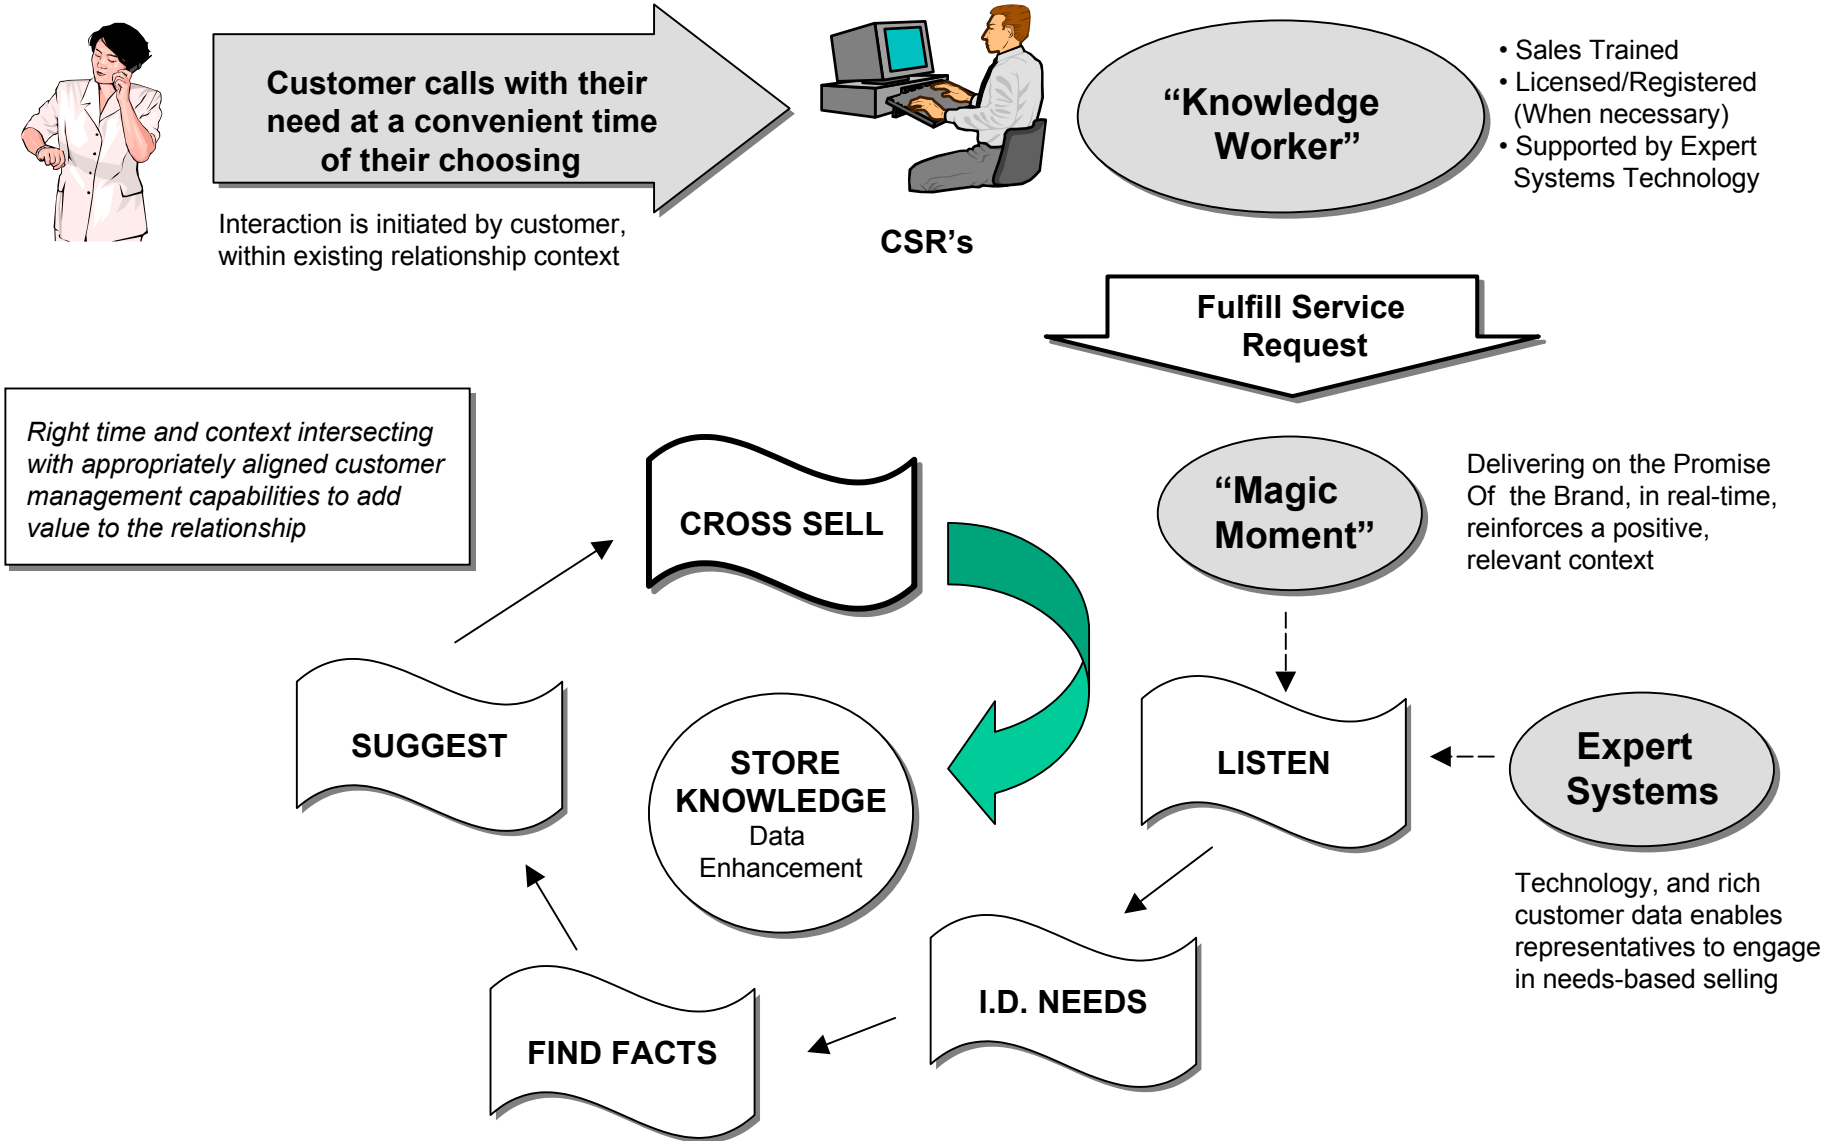 Customer calls with their
need at a convenient time
of their choosing
Interaction is initiated by customer,
within existing relationship context
CSR's
“Knowledge
Worker”
• Sales Trained
• Licensed/Registered
(When necessary)
• Supported by Expert
Systems Technology
Fulfill Service
Request
Right time and context intersecting
with appropriately aligned customer
management capabilities to add
value to the relationship
CROSS SELL
“Magic
Moment”
Delivering on the Promise
Of the Brand, in real-time,
reinforces a positive,
relevant context
SUGGEST
STORE
KNOWLEDGE
Data
Enhancement
LISTEN
Expert
Systems
Technology, and rich
customer data enables
representatives to engage
in needs-based selling
I.D. NEEDS
FIND FACTS